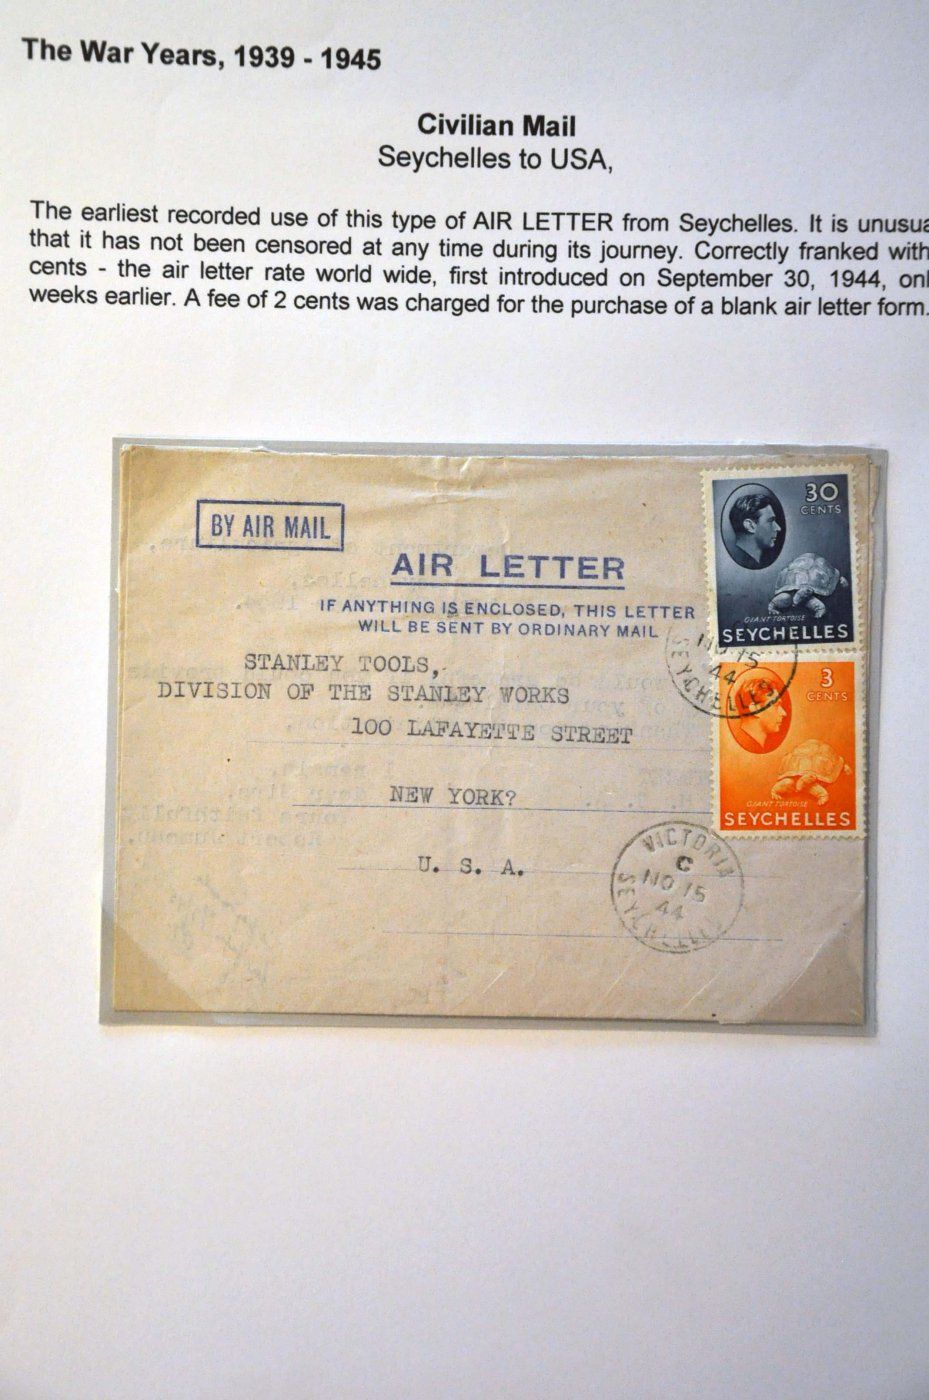 The War Years, 1939 - 1945
Civilian Mail
Seychelles to USA,
The earliest recorded use of this type of AIR LETTER from Seychelles. It is
that it has not been censored at any time during its journey. Correctly franked with
cents - the air letter rate world wide, first introduced on September 30, 1944,
weeks earlier. A fee of 2 cents was charged for the purchase of a blank air letter form.
BY AIR MAIL
AIR LETTER
IF ANYTHING IS ENCLOSED, THIS LETTER
WILL BE SENT BY ORDINARY MAIL
30
CENTS
GIANT TORTOISE
SEYCHELLES
NO 15
44
SEYCHELLES
STANLEY TOOLS,
DIVISION OF THE STANLEY WORKS
100 LAFAYETTE STREET
NEW YORK?
U. S. A.
3
CENTS
GIANT TORTOISE
SEYCHELLES
VICTORIA
C
NO 15
44
SEYCHELLES